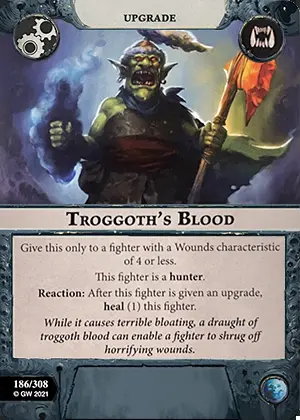 UPGRADE
TROGGOTH'S BLOOD
Give this only to a fighter with a Wounds characteristic
of 4 or less.
This fighter is a hunter.
Reaction: After this fighter is given an upgrade,
heal (1) this fighter.
While it causes terrible bloating, a draught of
troggoth blood can enable a fighter to shrug off
horrifying wounds.
186/308
© GW 2021